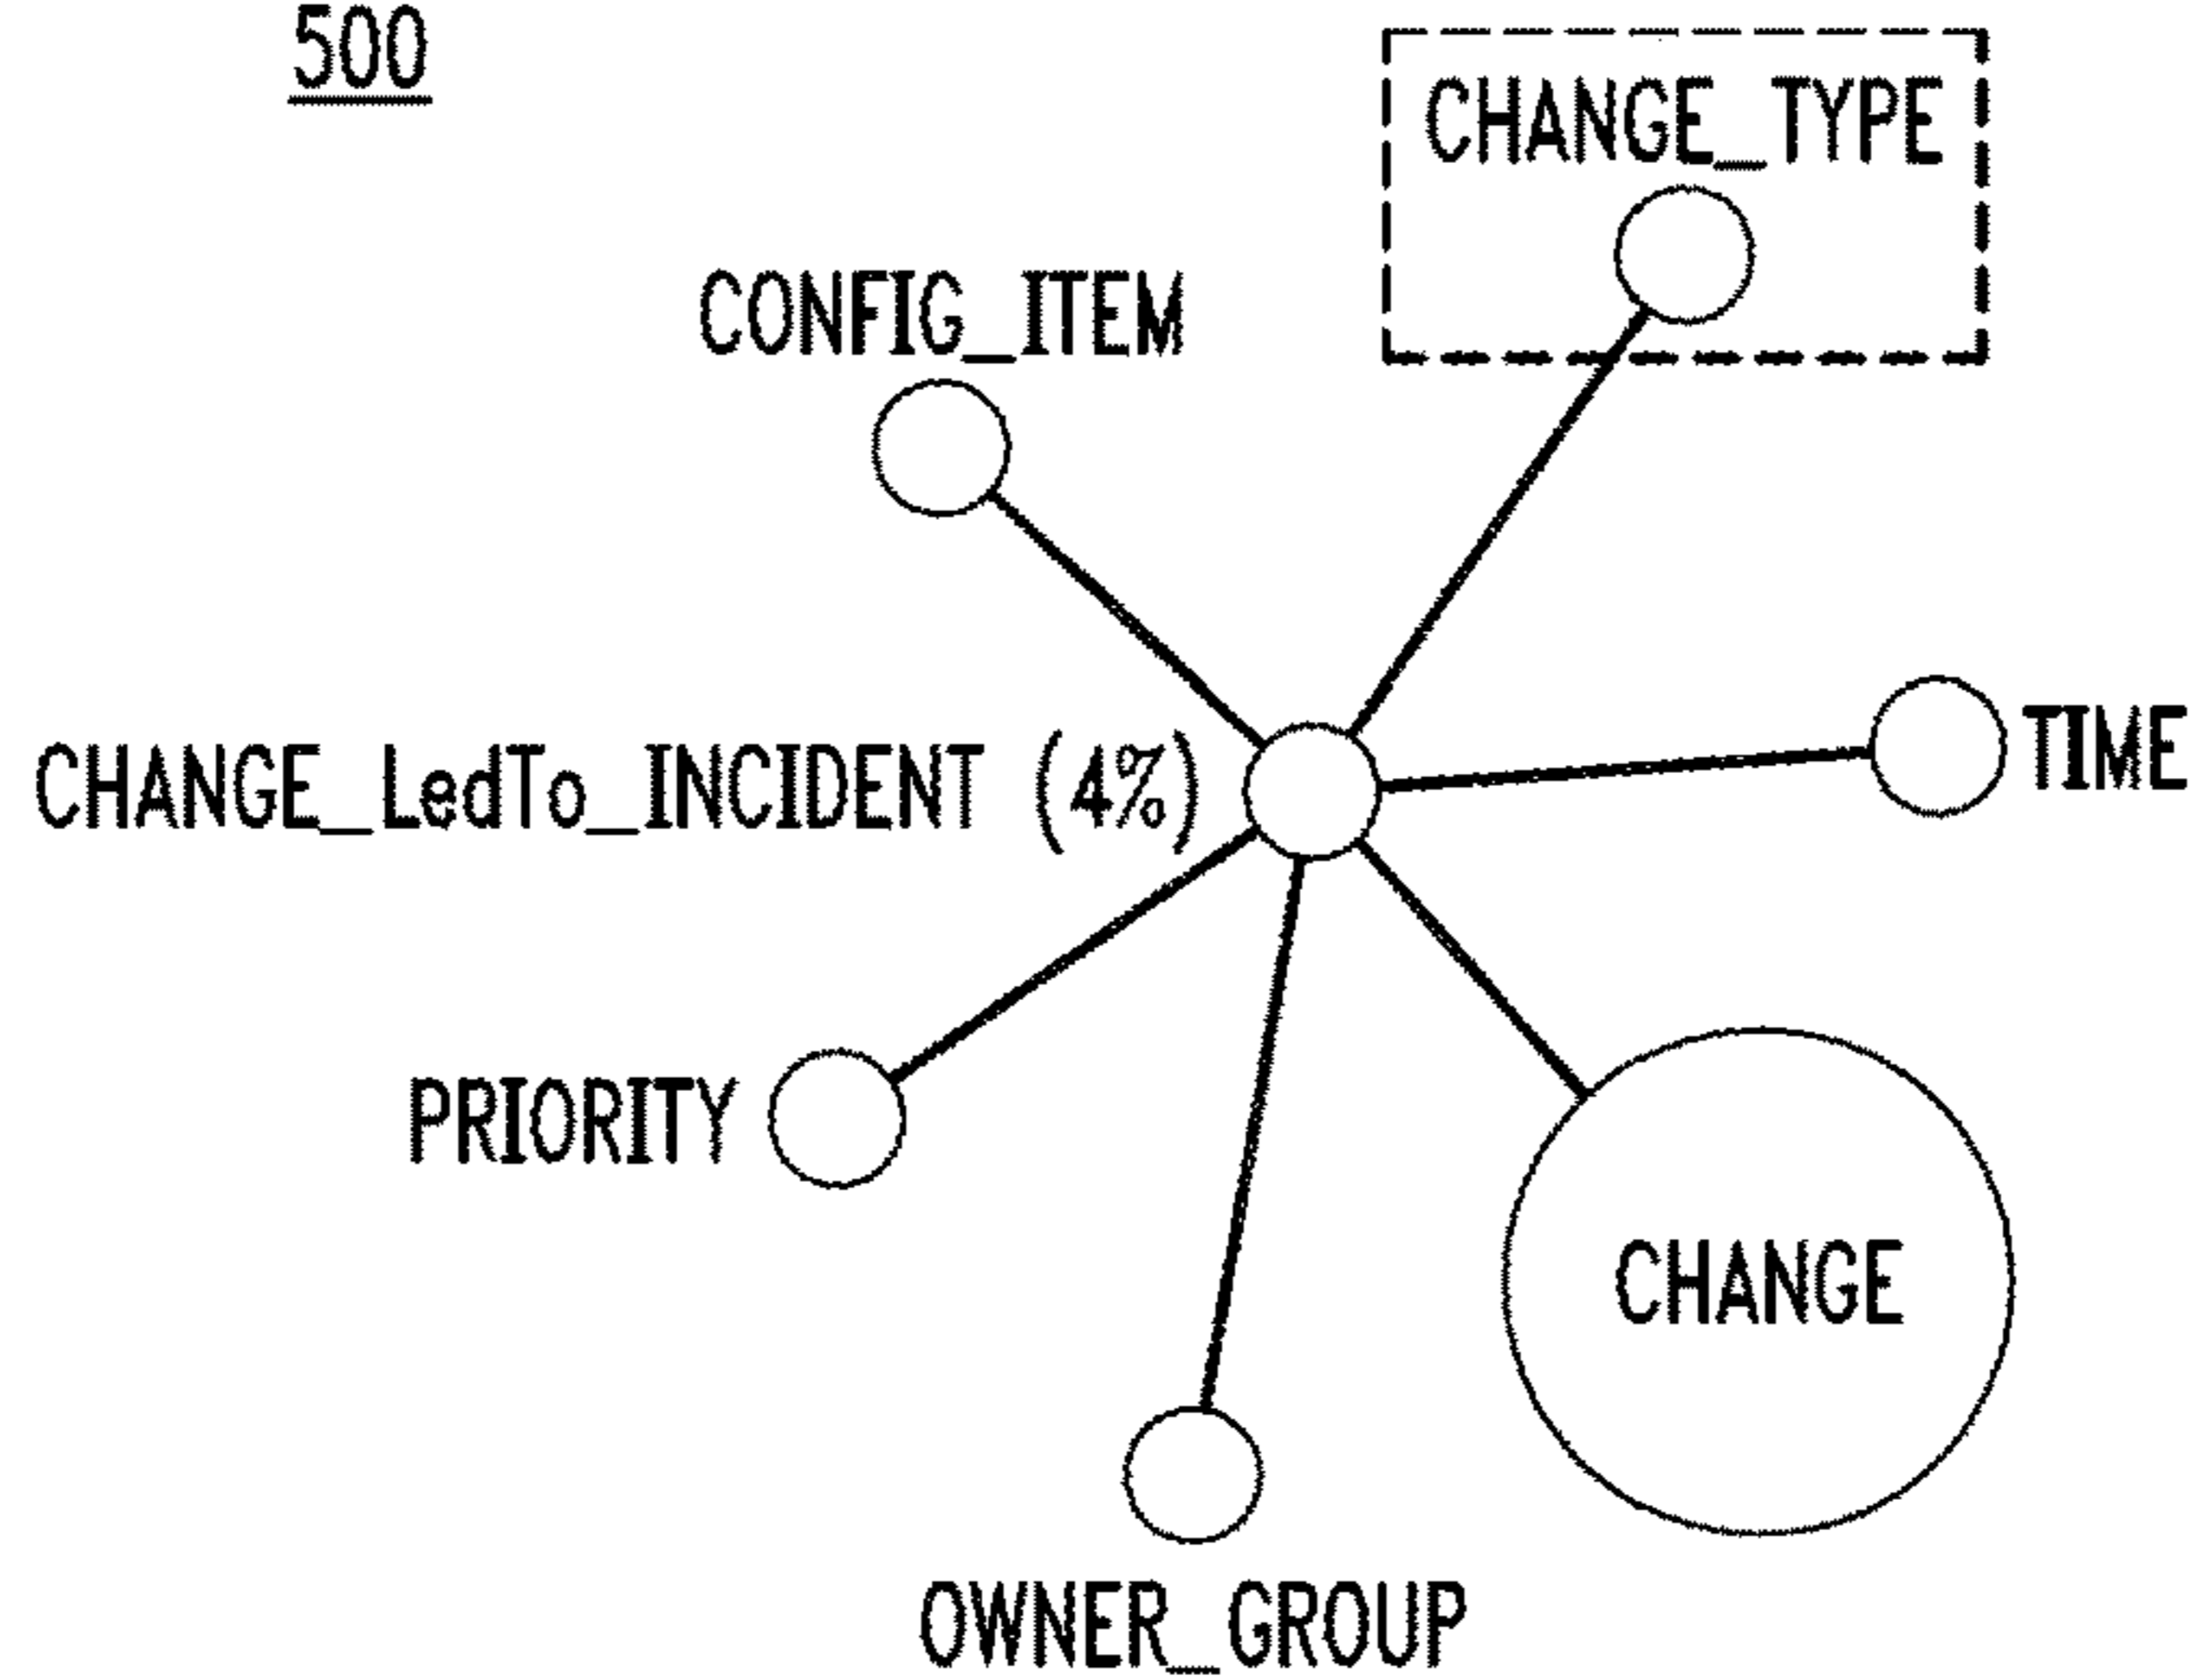 500
CHANGE_TYPE
CONFIG_ITEM
TIME
CHANGE_LedTo_INCIDENT (4%)
PRIORITY
CHANGE
OWNER_GROUP